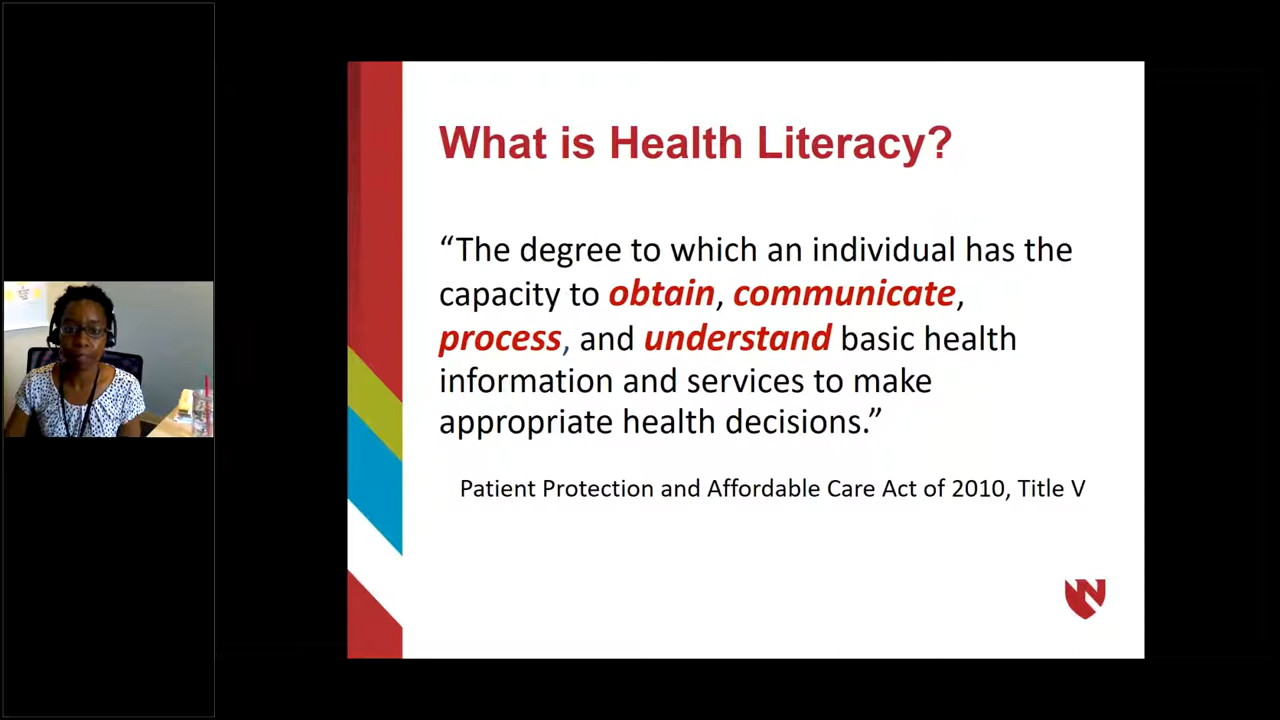 What is Health Literacy?
“The degree to which an individual has the
capacity to obtain, communicate,
process, and understand basic health
information and services to make
appropriate health decisions.”
Patient Protection and Affordable Care Act of 2010, Title V